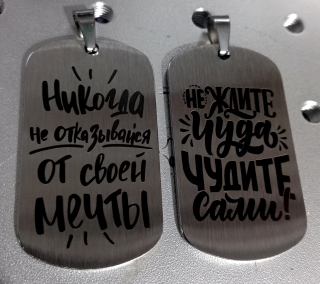 Никогда
не отказывайся
от своей
мечты
не ждите
чуда
чудите
сами!